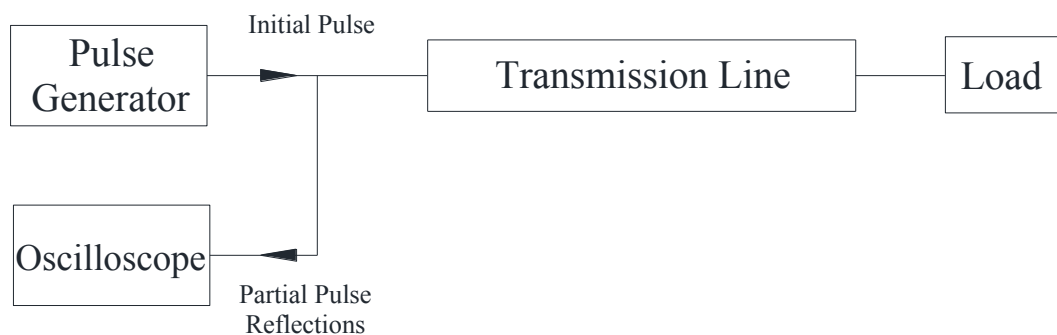 Initial Pulse
Pulse
Generator
Transmission Line
Load
Oscilloscope
Partial Pulse
Reflections